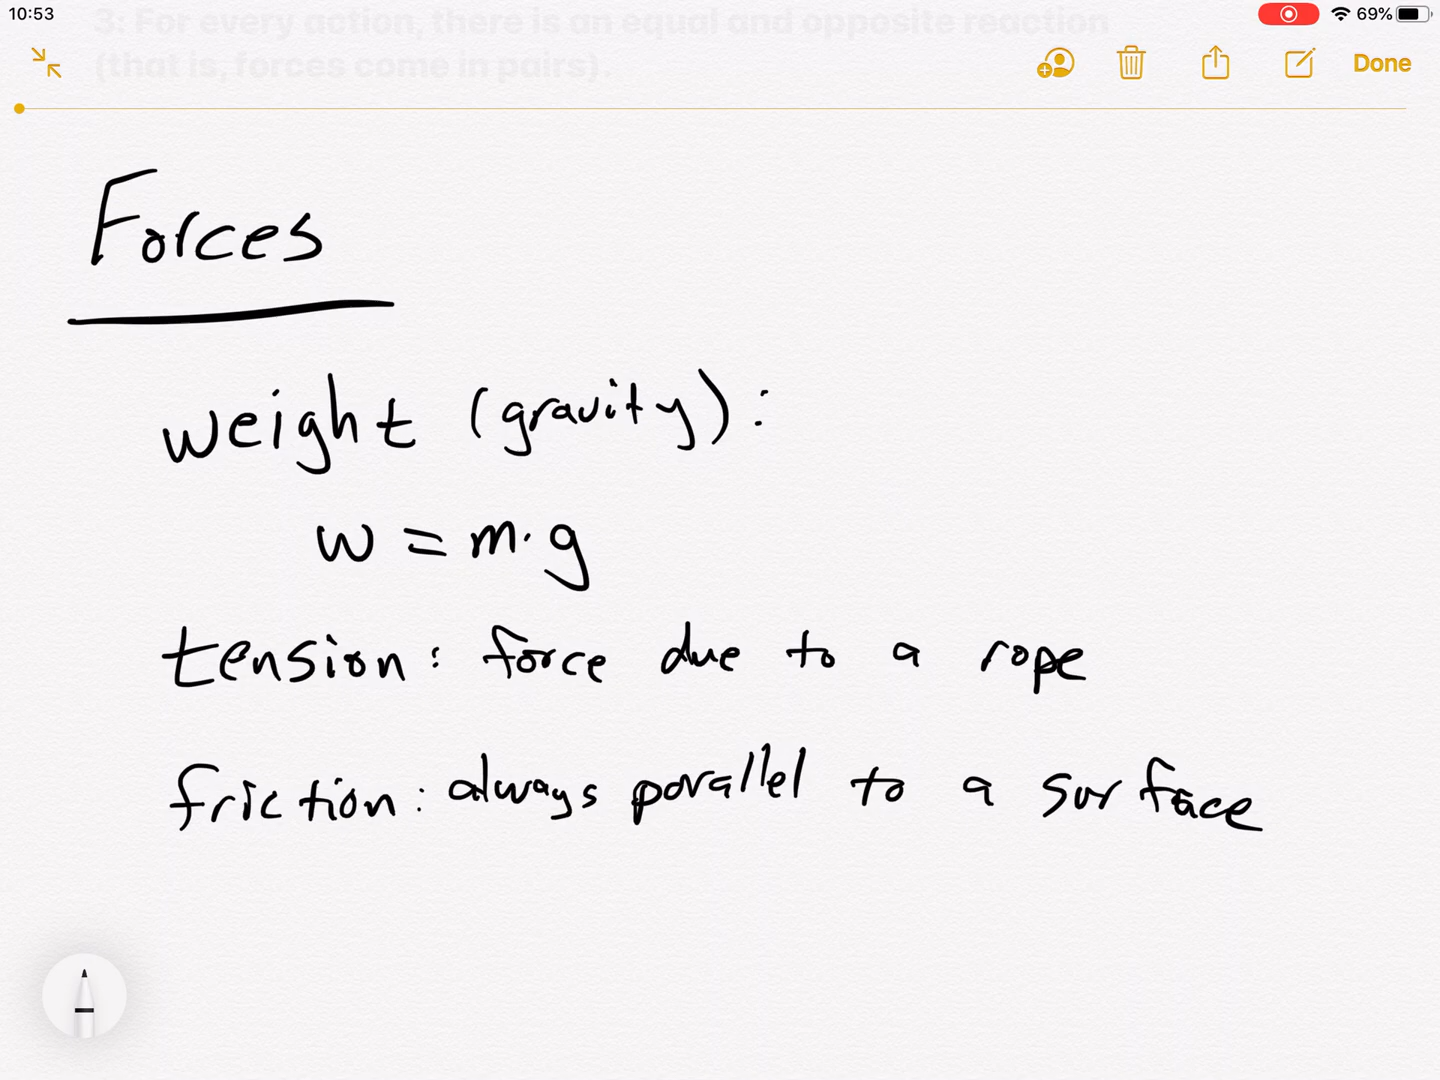 10:53
69%
3: For every action, there is an equal and opposite reaction
(that is, forces come in pairs).
Done
Forces
weight (gravity):
w = m·g
tension: force due to a rope
friction: always parallel to a surface